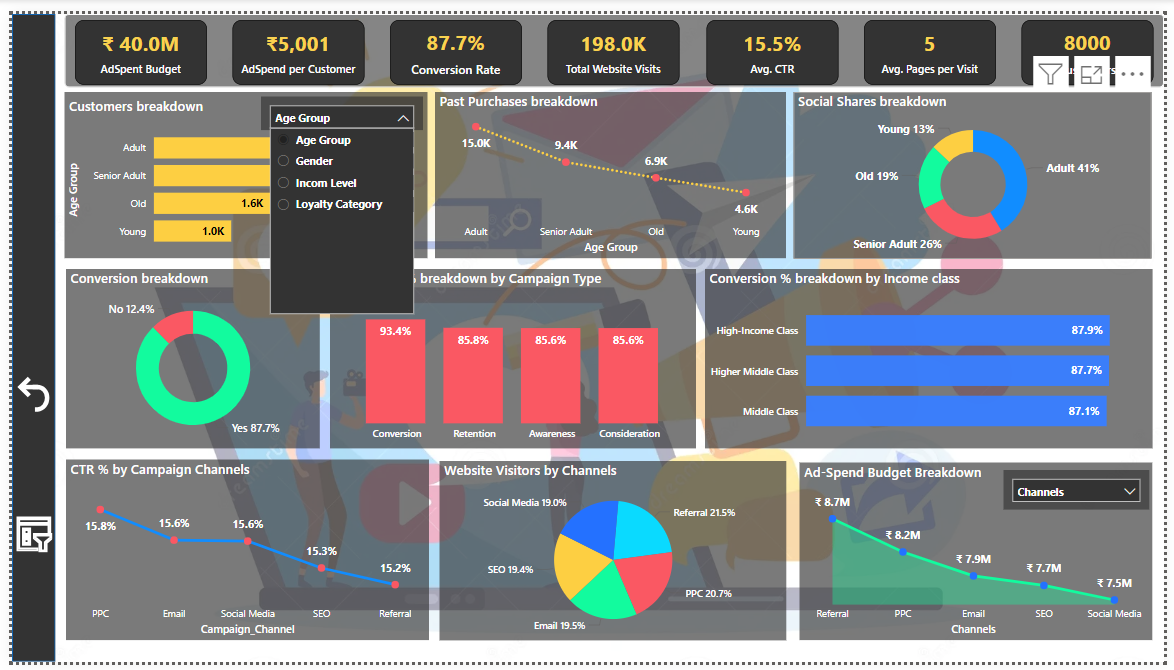 ₹ 40.0M
AdSpent Budget
₹5,001
AdSpend per Customer
87.7%
Conversion Rate
198.0K
Total Website Visits
15.5%
Avg. CTR
5
Avg. Pages per Visit
8000
Customers breakdown
Age Group
Age Group
Gender
Incom Level
Loyalty Category
Age Group
Adult
Senior Adult
Old
1.6K
Young
1.0K
Past Purchases breakdown
15.0K
9.4K
6.9K
4.6K
Adult
Senior Adult
Old
Young
Age Group
Social Shares breakdown
Young 13%
Old 19%
Adult 41%
Senior Adult 26%
Conversion breakdown
No 12.4%
Yes 87.7%
% breakdown by Campaign Type
93.4%
85.8%
85.6%
85.6%
Conversion
Retention
Awareness
Consideration
Conversion % breakdown by Income class
High-Income Class
87.9%
Higher Middle Class
87.7%
Middle Class
87.1%
CTR % by Campaign Channels
15.8%
15.6%
15.6%
15.3%
15.2%
PPC
Email
Social Media
SEO
Referral
Campaign_Channel
Website Visitors by Channels
Social Media 19.0%
Referral 21.5%
SEO 19.4%
PPC 20.7%
Email 19.5%
Ad-Spend Budget Breakdown
Channels
₹ 8.7M
₹ 8.2M
₹ 7.9M
₹ 7.7M
₹ 7.5M
Referral
PPC
Email
SEO
Social Media
Channels